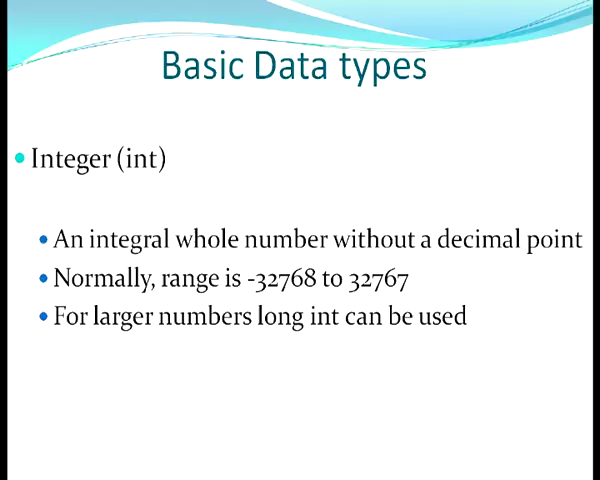 Basic Data types
Integer (int)
An integral whole number without a decimal point
Normally, range is -32768 to 32767
For larger numbers long int can be used